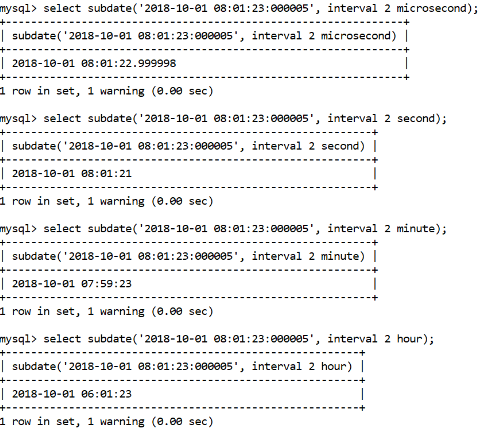 mysql> select subdate('2018-10-01 08:01:23:000005', interval 2 microsecond);
+---------------------------------------------------------------+
| subdate('2018-10-01 08:01:23:000005', interval 2 microsecond) |
+---------------------------------------------------------------+
| 2018-10-01 08:01:22.999998                                    |
+---------------------------------------------------------------+
1 row in set, 1 warning (0.00 sec)
mysql> select subdate('2018-10-01 08:01:23:000005', interval 2 second);
+----------------------------------------------------------+
| subdate('2018-10-01 08:01:23:000005', interval 2 second) |
+----------------------------------------------------------+
| 2018-10-01 08:01:21                                      |
+----------------------------------------------------------+
1 row in set, 1 warning (0.00 sec)
mysql> select subdate('2018-10-01 08:01:23:000005', interval 2 minute);
+----------------------------------------------------------+
| subdate('2018-10-01 08:01:23:000005', interval 2 minute) |
+----------------------------------------------------------+
| 2018-10-01 07:59:23                                      |
+----------------------------------------------------------+
1 row in set, 1 warning (0.00 sec)
mysql> select subdate('2018-10-01 08:01:23:000005', interval 2 hour);
+--------------------------------------------------------+
| subdate('2018-10-01 08:01:23:000005', interval 2 hour) |
+--------------------------------------------------------+
| 2018-10-01 06:01:23                                    |
+--------------------------------------------------------+
1 row in set, 1 warning (0.00 sec)